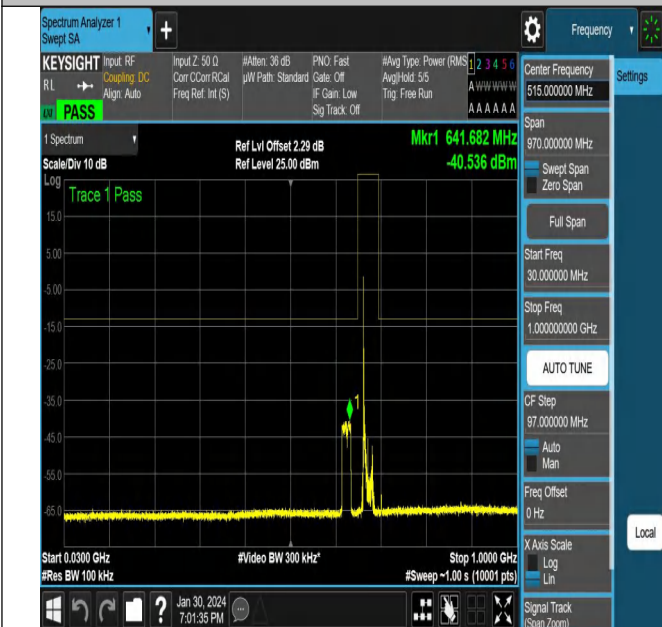 Spectrum Analyzer 1
Swept SA
Frequency
KEYSIGHT
RL
PASS
Input: RF
Coupling: DC
Align: Auto
Input Z: 50 Ω
Corr CCorr RCal
Freq Ref: Int (S)
#Atten: 36 dB
µW Path: Standard
PNO: Fast
Gate: Off
IF Gain: Low
Sig Track: Off
#Avg Type: Power (RMS
Avg|Hold: 5/5
Trig: Free Run
1 2 3 4 5 6
A W W W W W
A A A A A A
1 Spectrum
Scale/Div 10 dB
Ref Lvl Offset 2.29 dB
Ref Level 25.00 dBm
Mkr1 641.682 MHz
-40.536 dBm
Log
Trace 1 Pass
15.0
5.00
-5.00
-15.0
-25.0
-35.0
-45.0
-55.0
-65.0
1
Start 0.0300 GHz
#Res BW 100 kHz
#Video BW 300 kHz*
Stop 1.0000 GHz
#Sweep ~1.00 s (10001 pts)
?
Jan 30, 2024
7:01:35 PM
Center Frequency
515.000000 MHz
Settings
Span
970.000000 MHz
Swept Span
Zero Span
Full Span
Start Freq
30.000000 MHz
Stop Freq
1.000000000 GHz
AUTO TUNE
CF Step
97.000000 MHz
Auto
Man
Freq Offset
0 Hz
Local
X Axis Scale
Log
Lin
Signal Track
(Span Zoom)